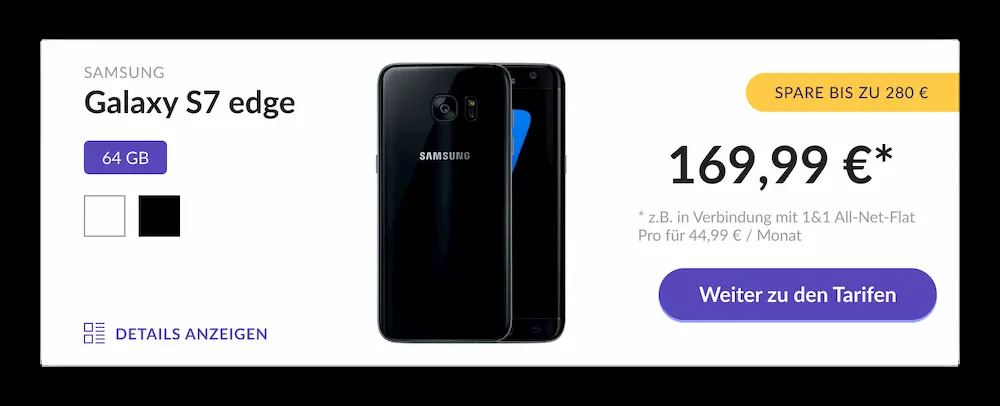 SAMSUNG
Galaxy S7 edge
64 GB
DETAILS ANZEIGEN
SAMSUNG
SPARE BIS ZU 280 €
169,99 €*
* z.B. in Verbindung mit 1&1 All-Net-Flat
Pro für 44,99 € / Monat
Weiter zu den Tarifen